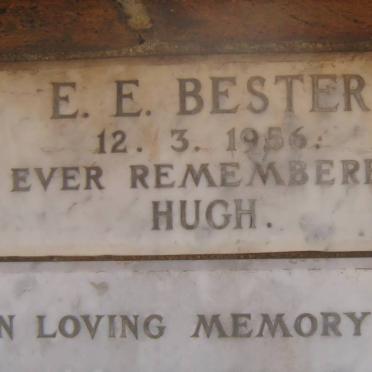 E. E. BESTER
12. 3. 1956.
EVER REMEMBERE
HUGH.
N LOVING MEMORY